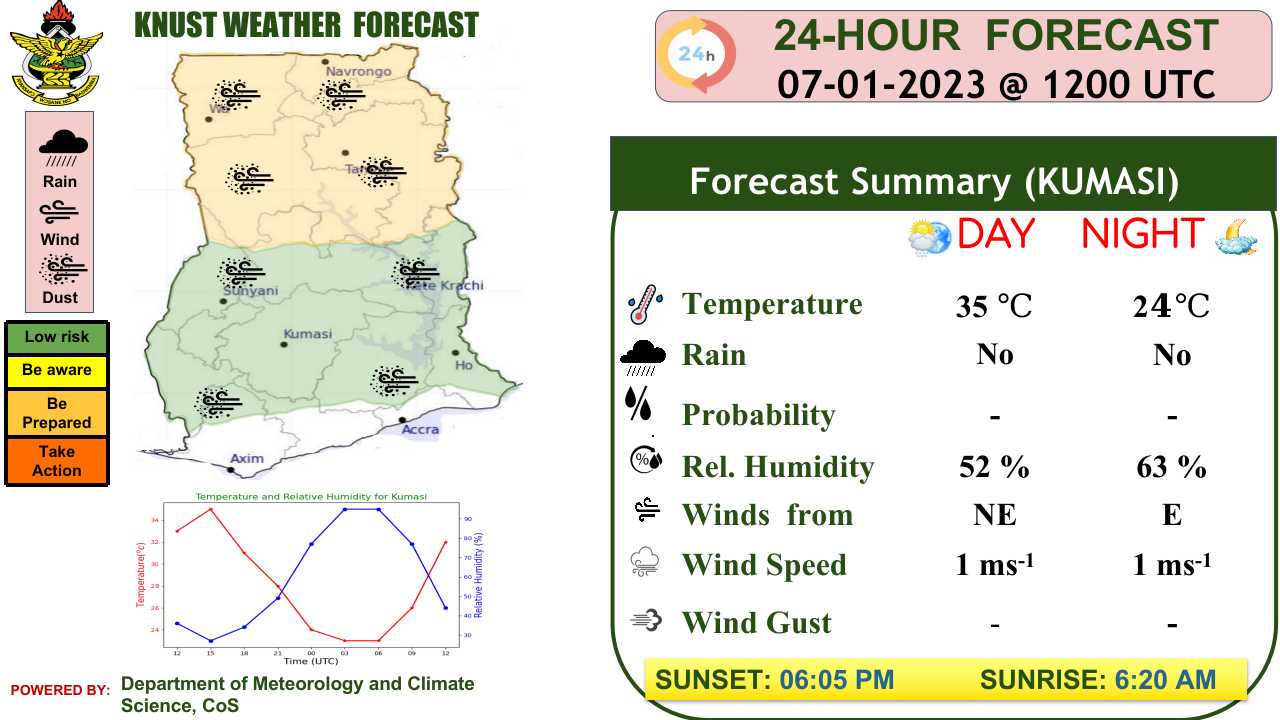 KNUST WEATHER FORECAST
Navrongo
Wa
Sunyani
Kete Krachi
Kumasi
Ho
Accra
Axim
Rain
Wind
Dust
Low risk
Be aware
Be
Prepared
Take
Action
Temperature and Relative Humidity for Kumasi
Temperature(°c)
34
32
30
28
26
24
Relative Humidity (%)
90
80
70
60
50
40
30
12 15 18 21 00 03 06 09 12
Time (UTC)
POWERED BY: Department of Meteorology and Climate
Science, CoS
24h
24-HOUR FORECAST
07-01-2023 @ 1200 UTC
Forecast Summary (KUMASI)
DAY NIGHT
Temperature 35 °C 24°C
Rain No No
Probability - -
% Rel. Humidity 52 % 63 %
Winds from NE E
Wind Speed 1 ms-1 1 ms-1
Wind Gust - -
SUNSET: 06:05 PM SUNRISE: 6:20 AM